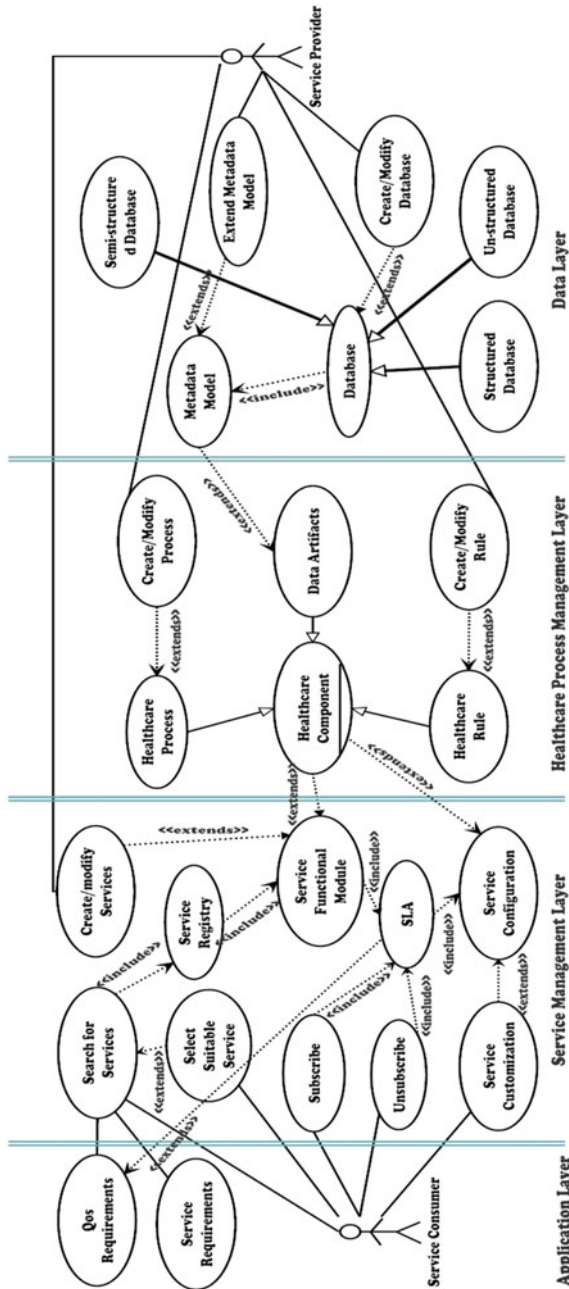 Qos
Requirements
Service
Requirements
Service Consumer
Application Layer
Search for
Services
Select
Suitable
Service
Subscribe
Unsubscribe
Service
Customization
Create/modify
Services
Service
Registry
Service
Functional
Module
SLA
Service
Configuration
<<include>>
<<extends>>
<<extends>>
<<include>>
<<extends>>
<<include>>
<<include>>
<<include>>
<<include>>
<<extends>>
Service Management Layer
Healthcare
Process
Create/Modify
Process
Healthcare
Component
Data Artifacts
Healthcare
Rule
Create/Modify
Rule
<<extends>>
<<extends>>
<<extends>>
<<extends>>
<<extends>>
Healthcare Process Management Layer
Semi-structure
d Database
Metadata
Model
Extend Metadata
Model
Database
Create/Modify
Database
Structured
Database
Un-structured
Database
<<extends>>
<<include>>
<<extends>>
Service Provider
Data Layer